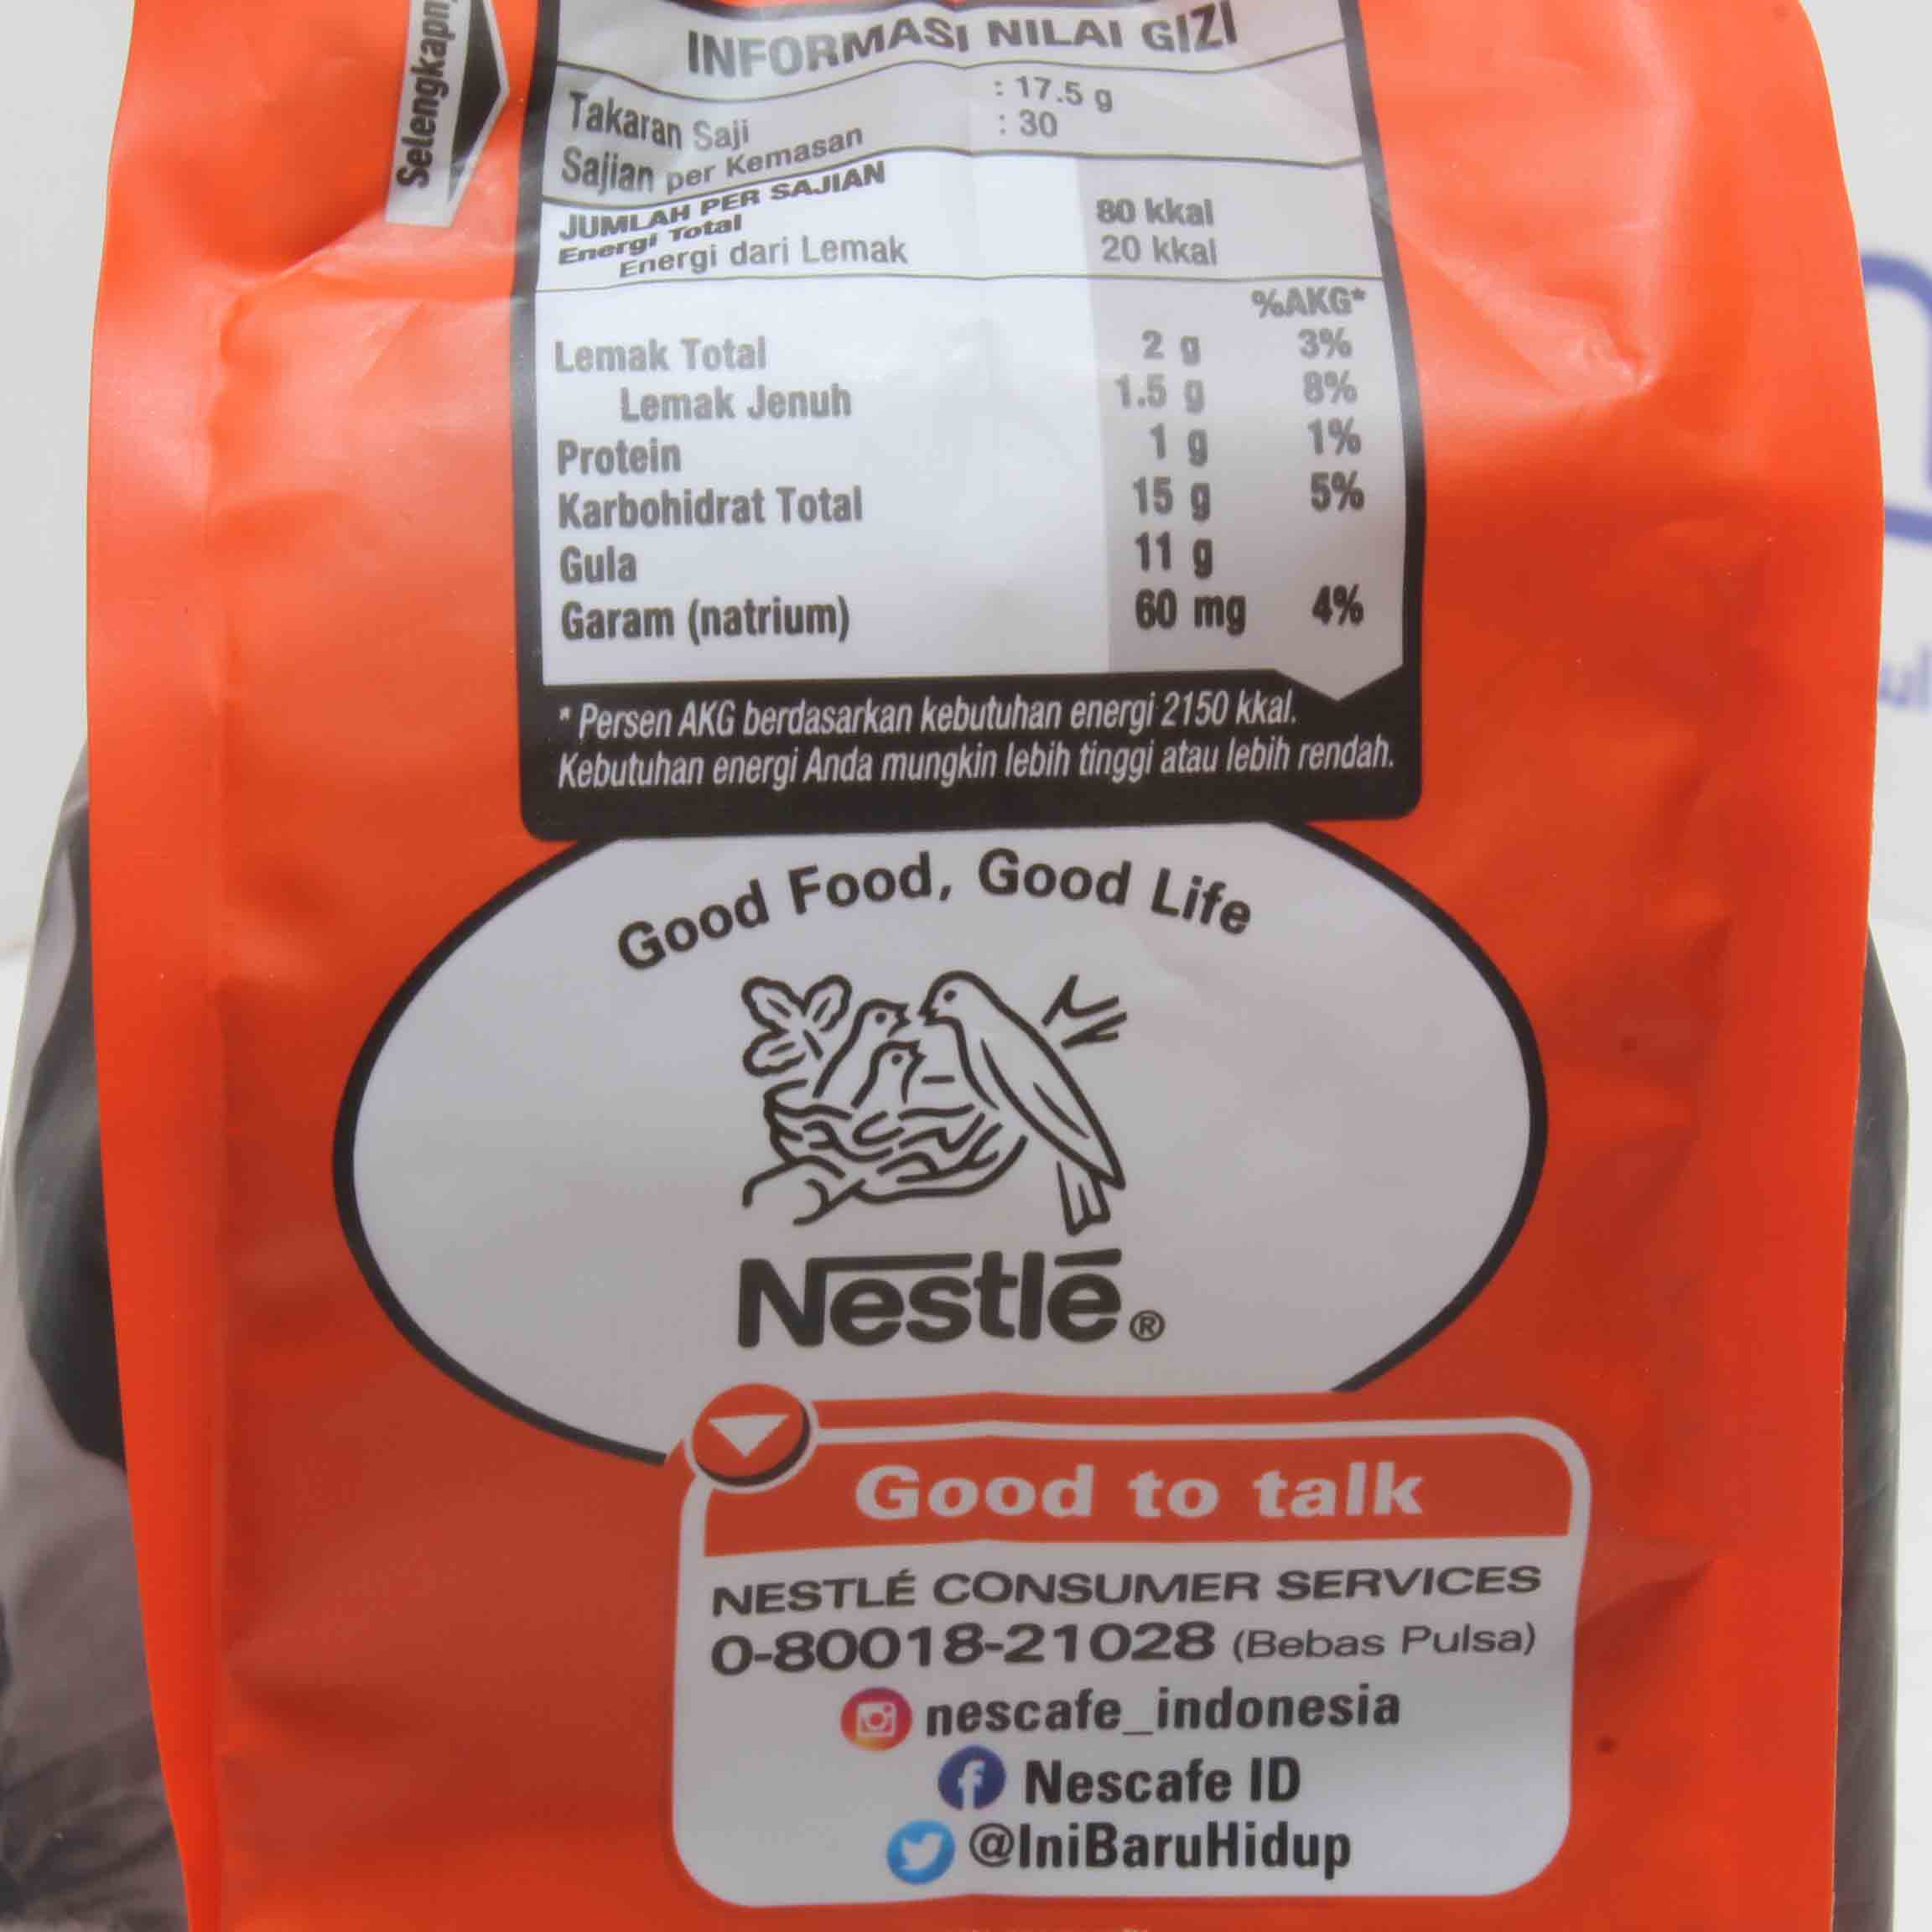 Selengkapn
INFORMASI NILAI GIZI
Takaran Saji : 17.5 g
Sajian per Kemasan : 30
JUMLAH PER SAJIAN
Energi Total 80 kkal
Energi dari Lemak 20 kkal
%AKG*
Lemak Total 2 g 3%
Lemak Jenuh 1.5 g 8%
Protein 1 g 1%
Karbohidrat Total 15 g 5%
Gula 11 g
Garam (natrium) 60 mg 4%
* Persen AKG berdasarkan kebutuhan energi 2150 kkal.
Kebutuhan energi Anda mungkin lebih tinggi atau lebih rendah.
Good Food, Good Life
Nestlé®
Good to talk
NESTLÉ CONSUMER SERVICES
0-80018-21028 (Bebas Pulsa)
nescafe_indonesia
Nescafe ID
@IniBaruHidup